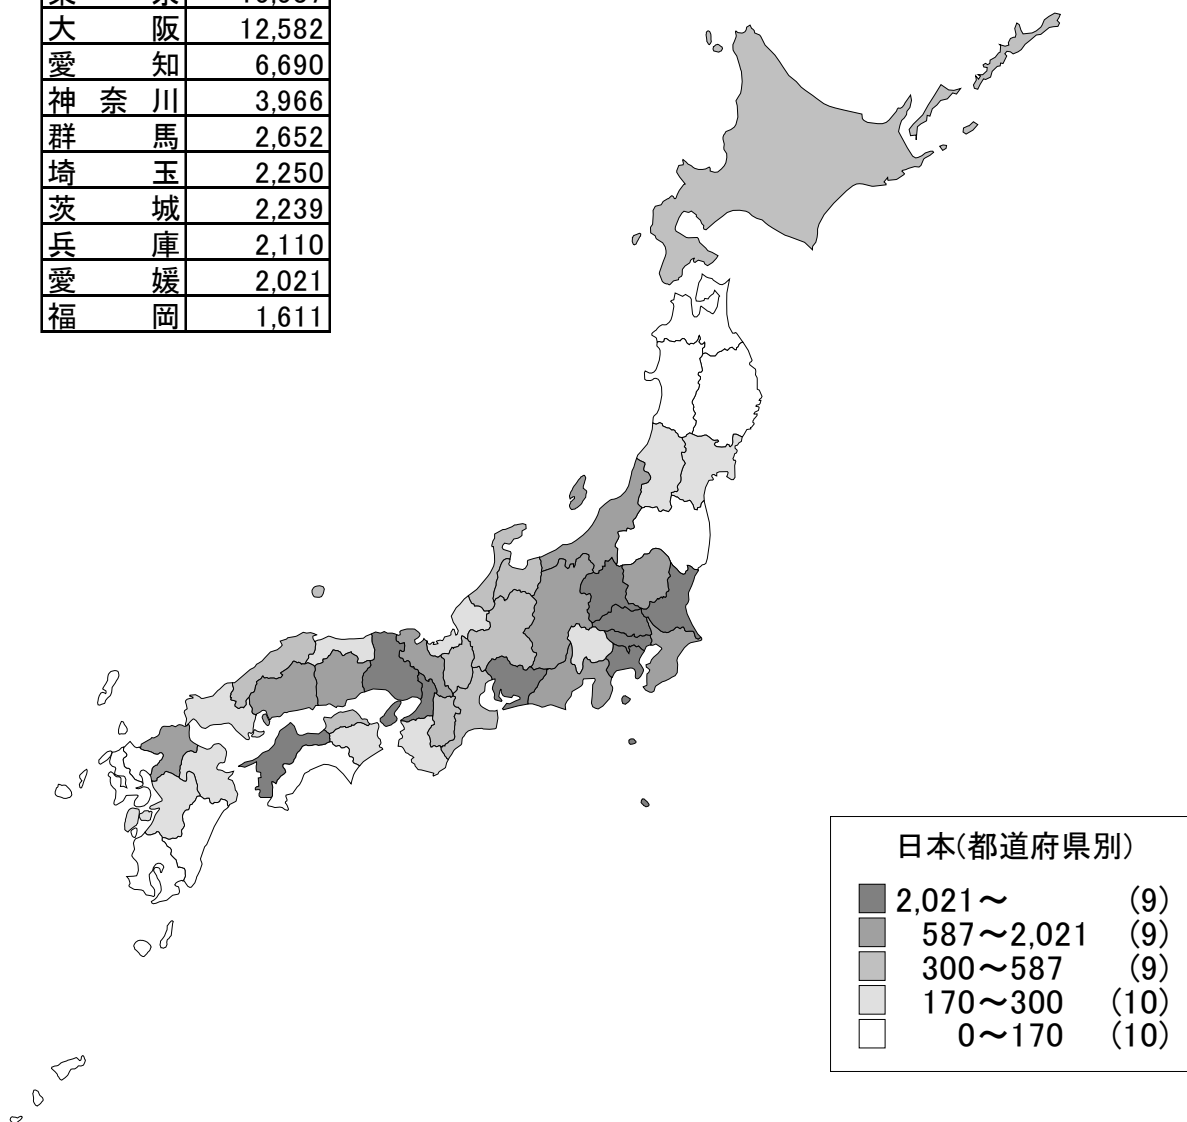 大阪 12,582
愛知 6,690
神奈川 3,966
群馬 2,652
埼玉 2,250
茨城 2,239
兵庫 2,110
愛媛 2,021
福岡 1,611
日本(都道府県別)
2,021～ (9)
587～2,021 (9)
300～587 (9)
170～300 (10)
0～170 (10)